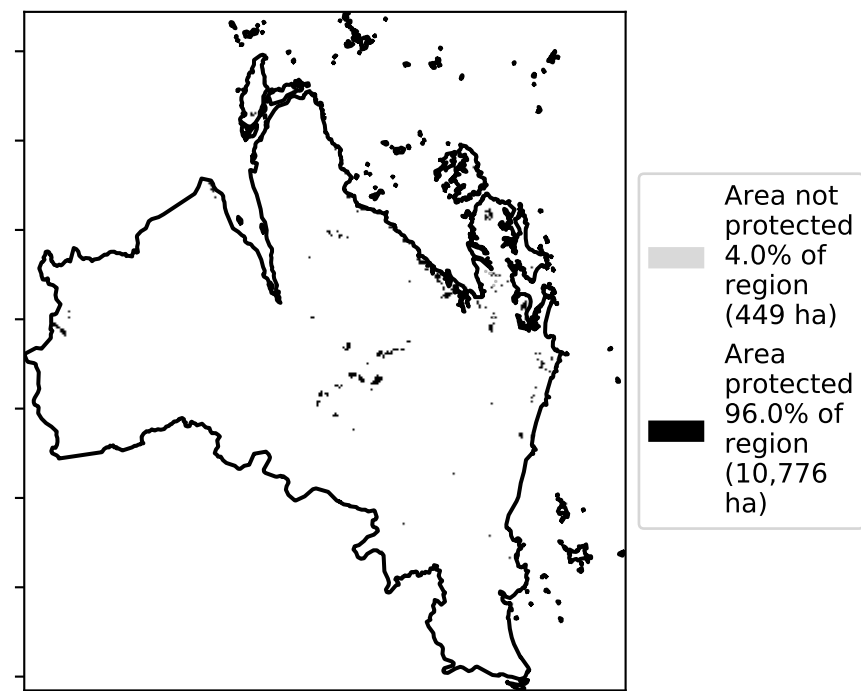 Area not
protected
4.0% of
region
(449 ha)
Area
protected
96.0% of
region
(10,776
ha)